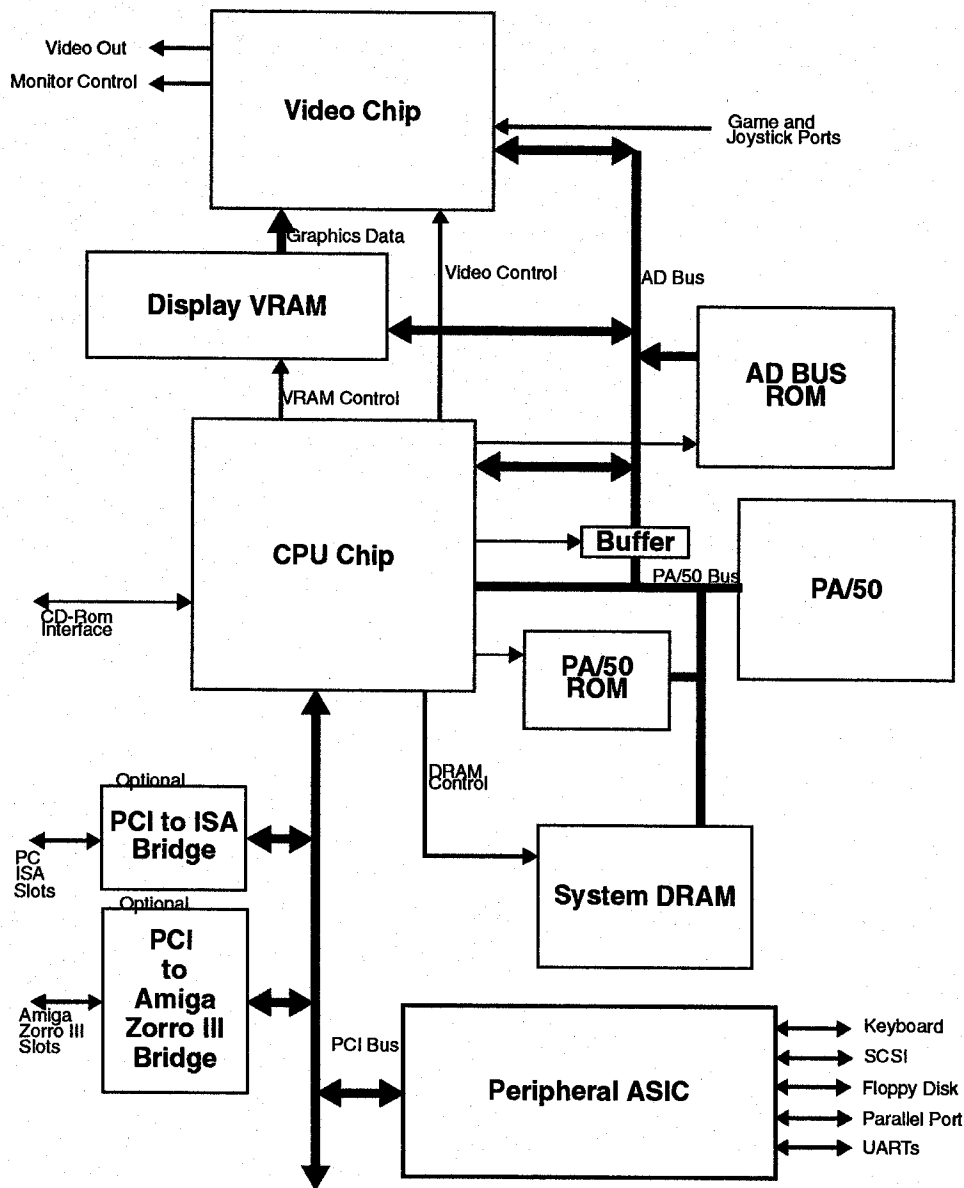 Video Out
Monitor Control
Video Chip
Game and
Joystick Ports
Graphics Data
Video Control
AD Bus
Display VRAM
AD BUS
ROM
VRAM Control
CPU Chip
Buffer
PA/50 Bus
PA/50
CD-Rom
Interface
PA/50
ROM
DRAM
Control
Optional
PCI to ISA
Bridge
PC
ISA
Slots
System DRAM
Optional
PCI
to
Amiga
Zorro III
Bridge
Amiga
Zorro III
Slots
PCI Bus
Peripheral ASIC
Keyboard
SCSI
Floppy Disk
Parallel Port
UARTs